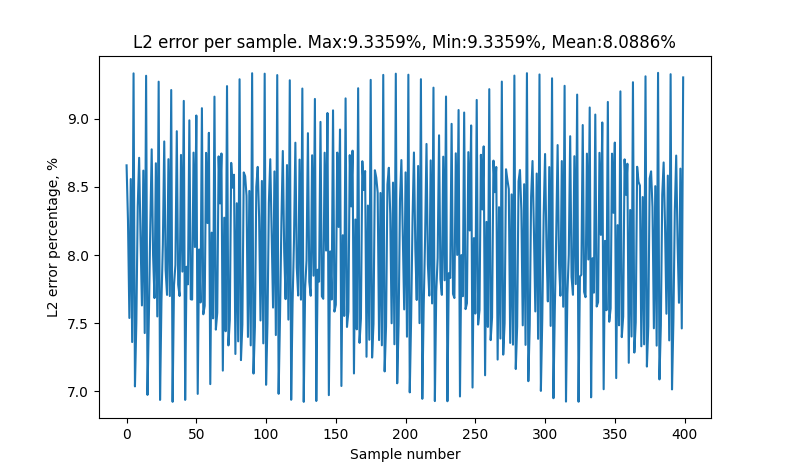 L2 error per sample. Max:9.3359%, Min:9.3359%, Mean:8.0886%
L2 error percentage, %
9.0
8.5
8.0
7.5
7.0
0 50 100 150 200 250 300 350 400
Sample number